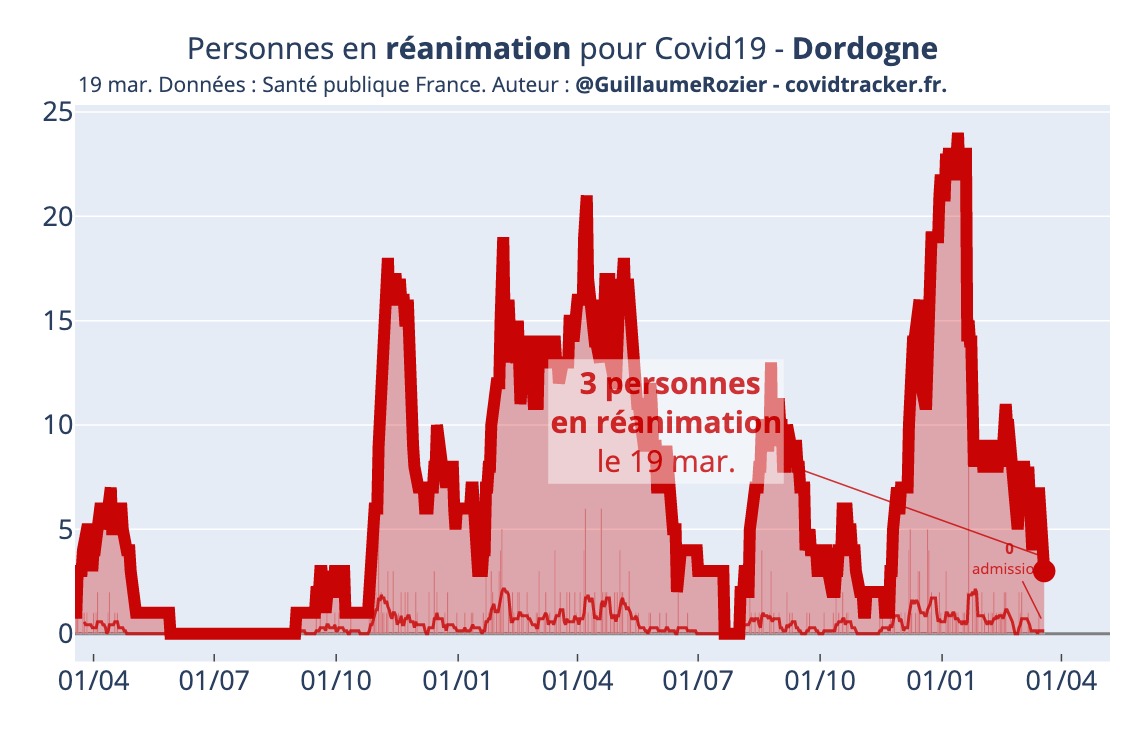 Personnes en réanimation pour Covid19 - Dordogne
19 mar. Données : Santé publique France. Auteur : @GuillaumeRozier - covidtracker.fr.
25
20
15
10
5
0
3 personnes
en réanimation
le 19 mar.
0
admissio
01/04 01/07 01/10 01/01 01/04 01/07 01/10 01/01 01/04